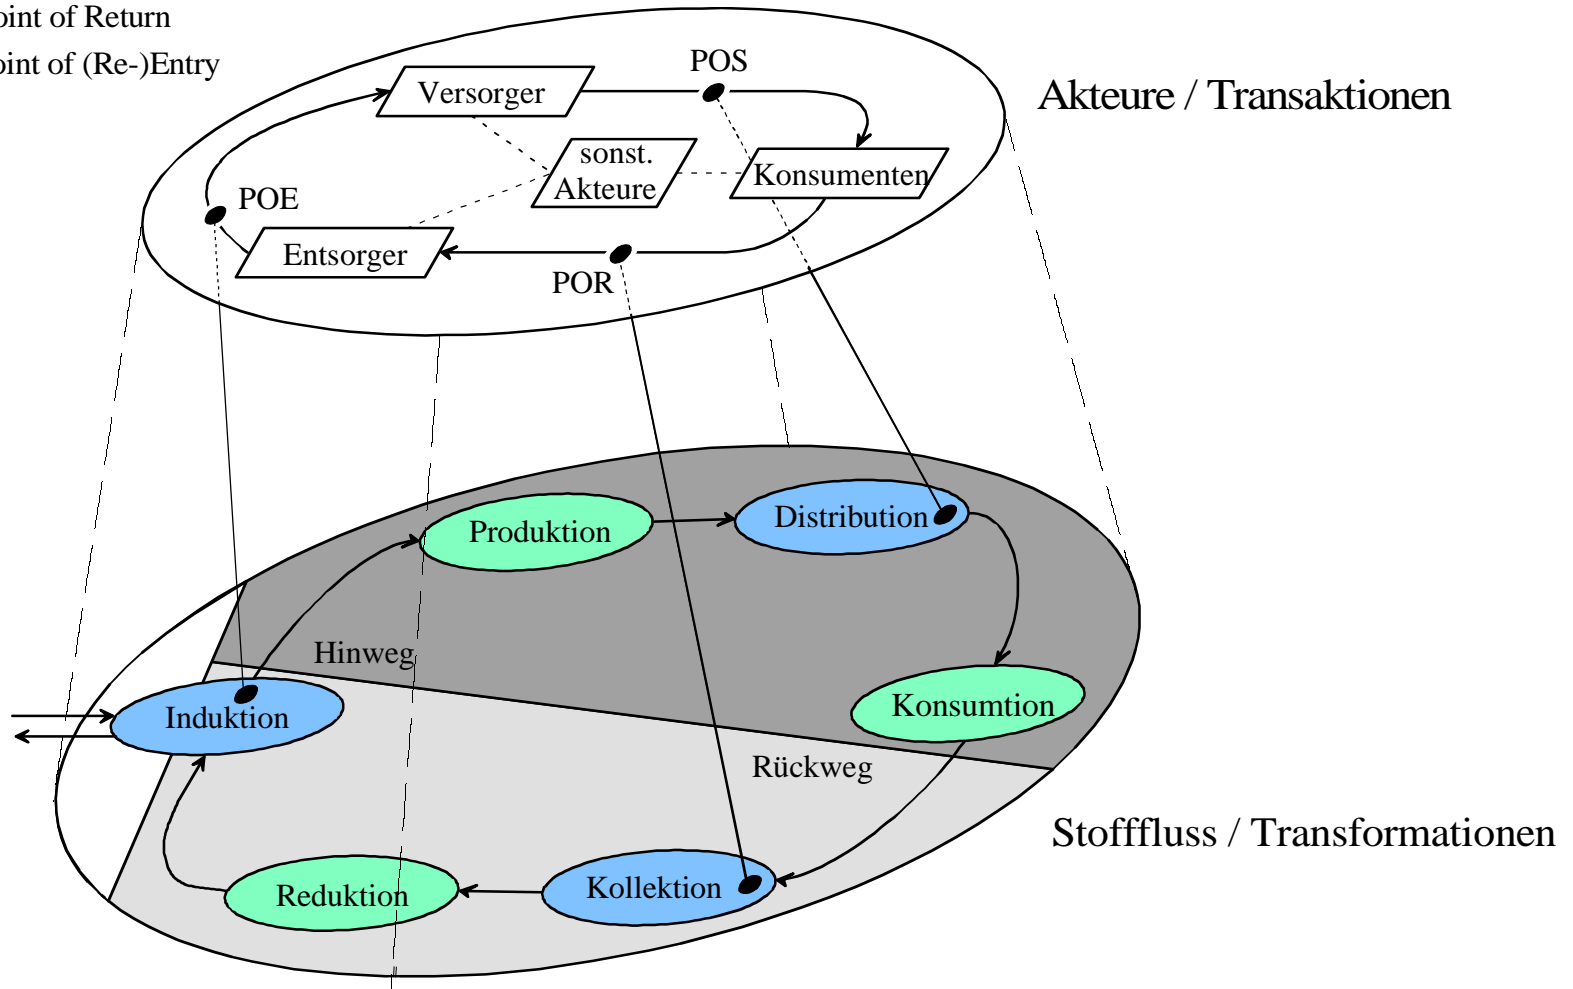 oint of Return
oint of (Re-)Entry
POS
Akteure / Transaktionen
Versorger
sonst.
Akteure
Konsumenten
POE
Entsorger
POR
Produktion
Distribution
Hinweg
Induktion
Konsumtion
Rückweg
Stofffluss / Transformationen
Reduktion
Kollektion